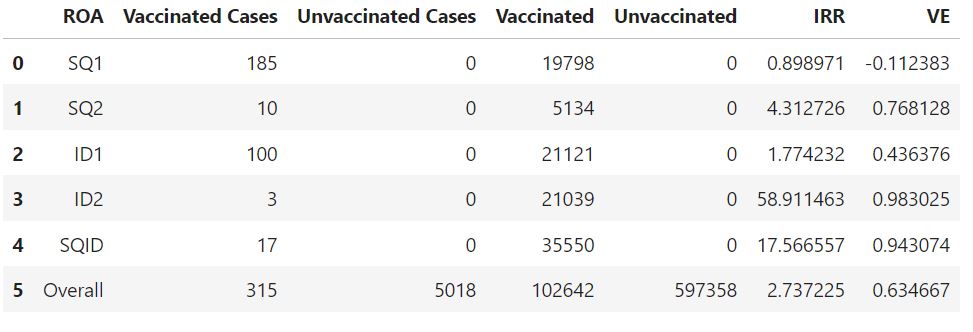 ROA Vaccinated Cases Unvaccinated Cases Vaccinated Unvaccinated IRR VE
0 SQ1 185 0 19798 0 0.898971 -0.112383
1 SQ2 10 0 5134 0 4.312726 0.768128
2 ID1 100 0 21121 0 1.774232 0.436376
3 ID2 3 0 21039 0 58.911463 0.983025
4 SQID 17 0 35550 0 17.566557 0.943074
5 Overall 315 5018 102642 597358 2.737225 0.634667